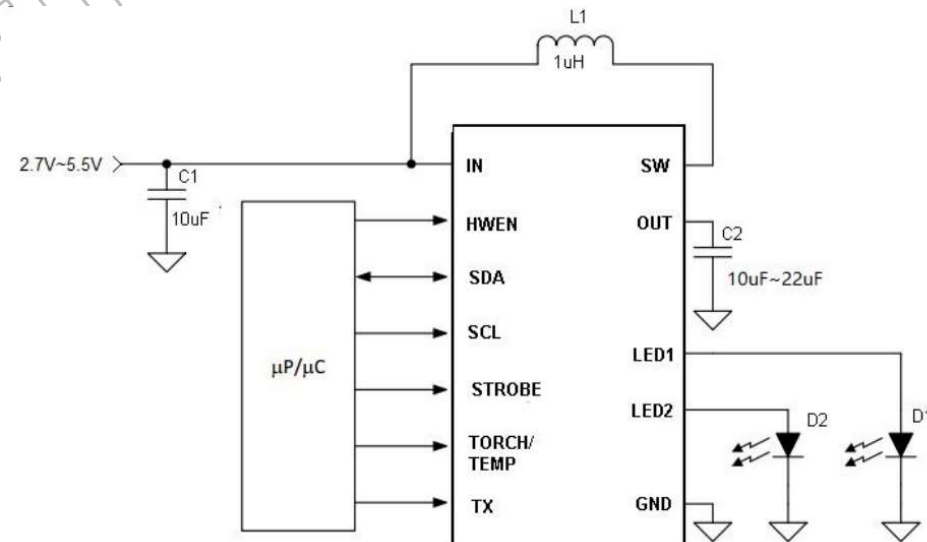 L1
1uH
2.7V~5.5V
C1
10uF
IN
SW
HWEN
OUT
C2
10uF~22uF
SDA
SCL
μP/μC
STROBE
LED1
LED2
TORCH/
TEMP
D2
D1
TX
GND